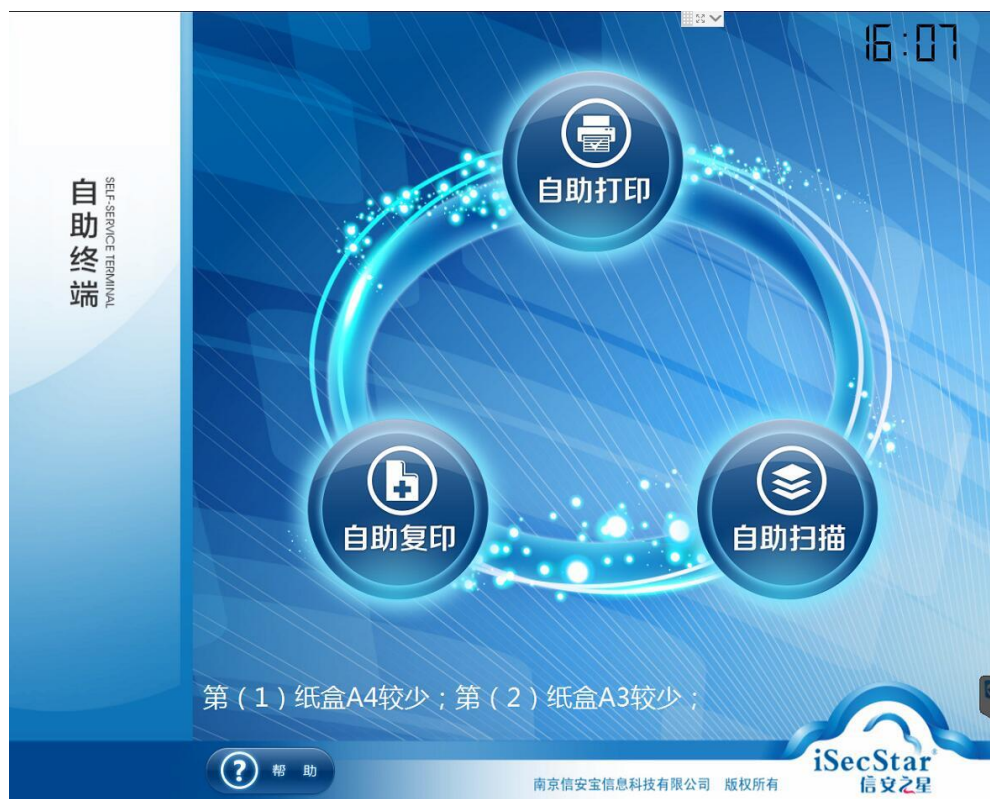 16:07
自助终端
SELF-SERVICE TERMINAL
自助打印
自助复印
自助扫描
第（1）纸盒A4较少；第（2）纸盒A3较少；
帮 助
南京信安宝信息科技有限公司 版权所有
iSecStar®
信安之星